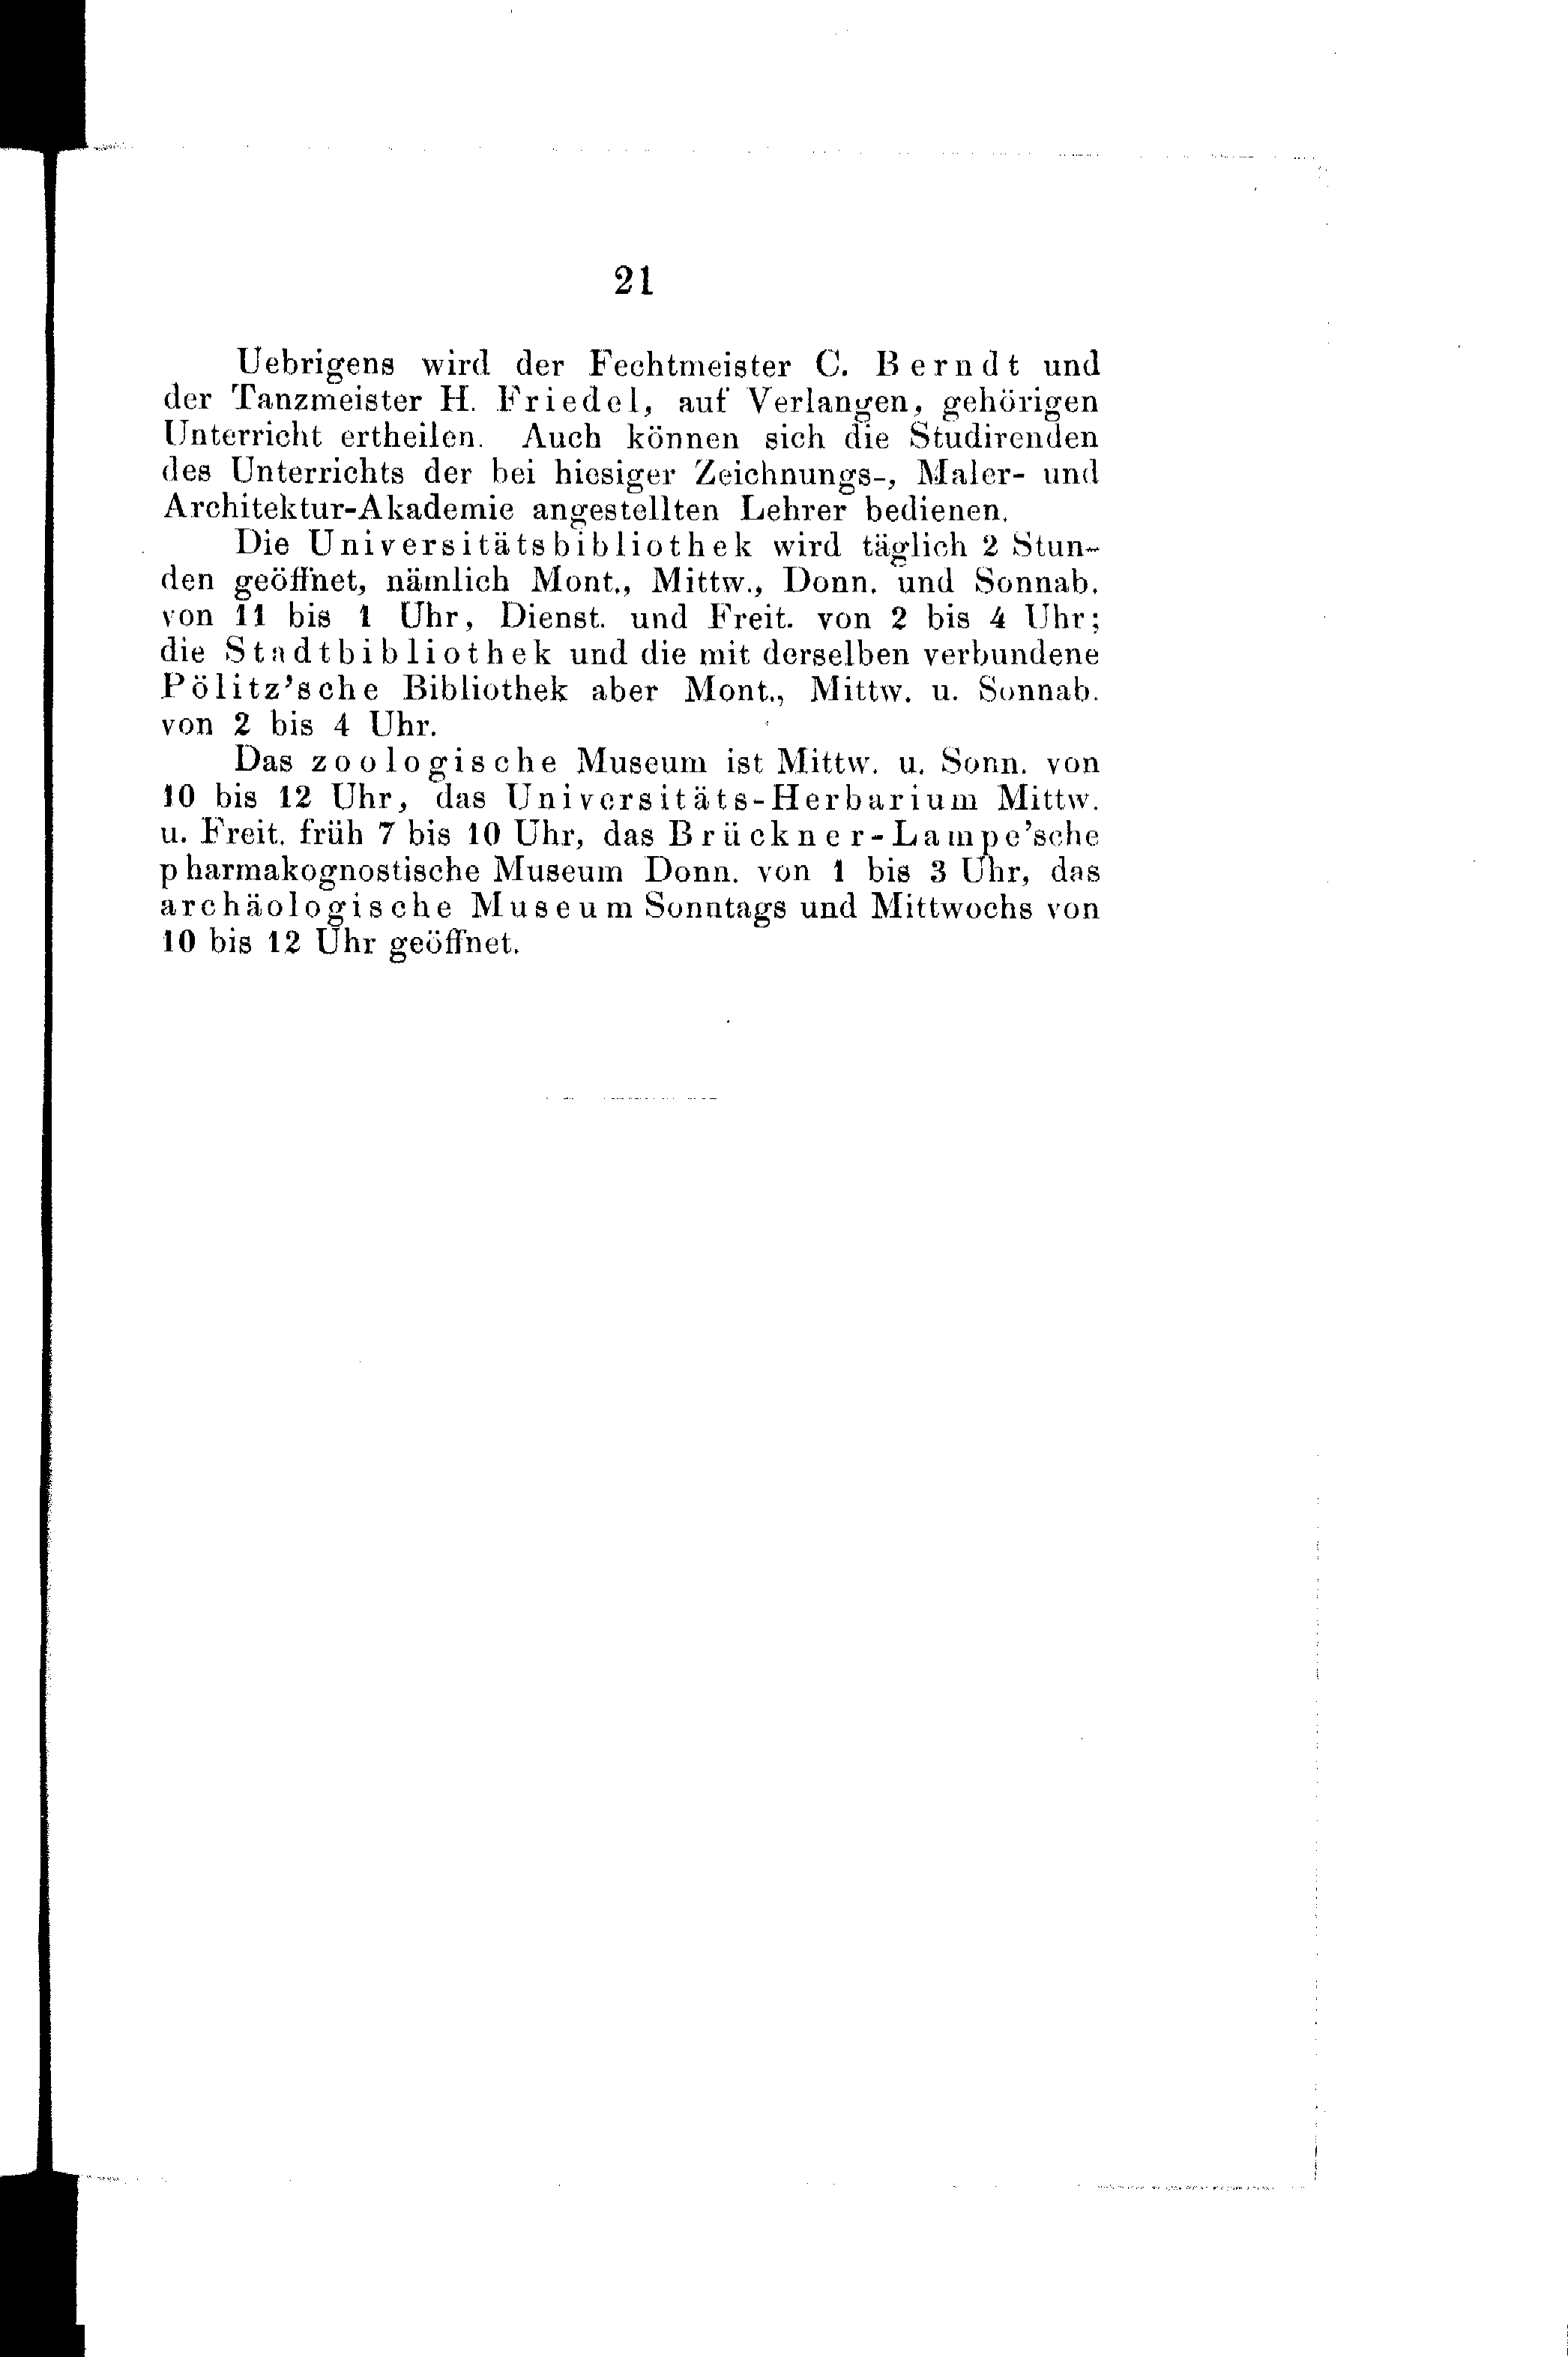 21
Uebrigens wird der Fechtmeister C. Berndt und
der Tanzmeister H. Friedel, auf Verlangen, gehörigen
Unterricht ertheilen. Auch können sich die Studirenden
des Unterrichts der bei hiesiger Zeichnungs-, Maler- und
Architektur-Akademie angestellten Lehrer bedienen.
Die Universitätsbibliothek wird täglich 2 Stun-
den geöffnet, nämlich Mont., Mittw., Donn. und Sonnab.
von 11 bis 1 Uhr, Dienst. und Freit. von 2 bis 4 Uhr;
die Stadtbibliothek und die mit derselben verbundene
Pölitz'sche Bibliothek aber Mont., Mittw. u. Sonnab.
von 2 bis 4 Uhr.
Das zoologische Museum ist Mittw. u. Sonn. von
10 bis 12 Uhr, das Universitäts-Herbarium Mittw.
u. Freit. früh 7 bis 10 Uhr, das Brückner-Lampe'sche
pharmakognostische Museum Donn. von 1 bis 3 Uhr, das
archäologische Museum Sonntags und Mittwochs von
10 bis 12 Uhr geöffnet.